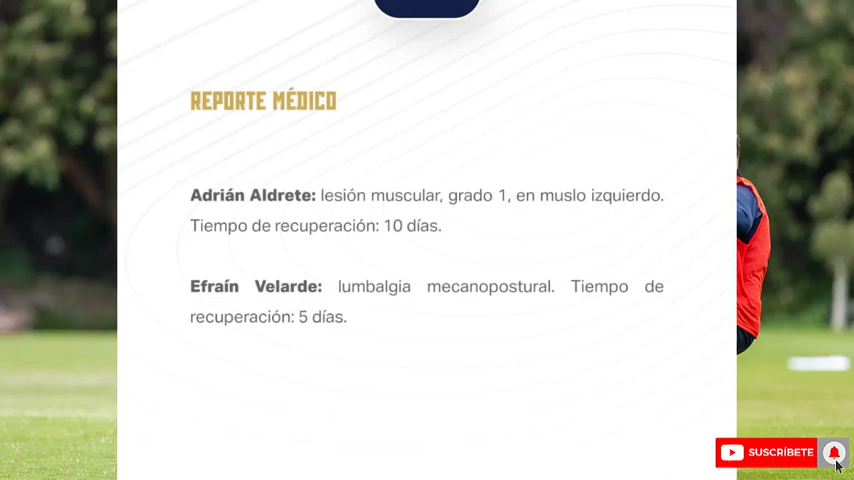 REPORTE MÉDICO
Adrián Aldrete: lesión muscular, grado 1, en muslo izquierdo.
Tiempo de recuperación: 10 días.
Efraín Velarde: lumbalgia mecanopostural. Tiempo de
recuperación: 5 días.
SUSCRÍBETE